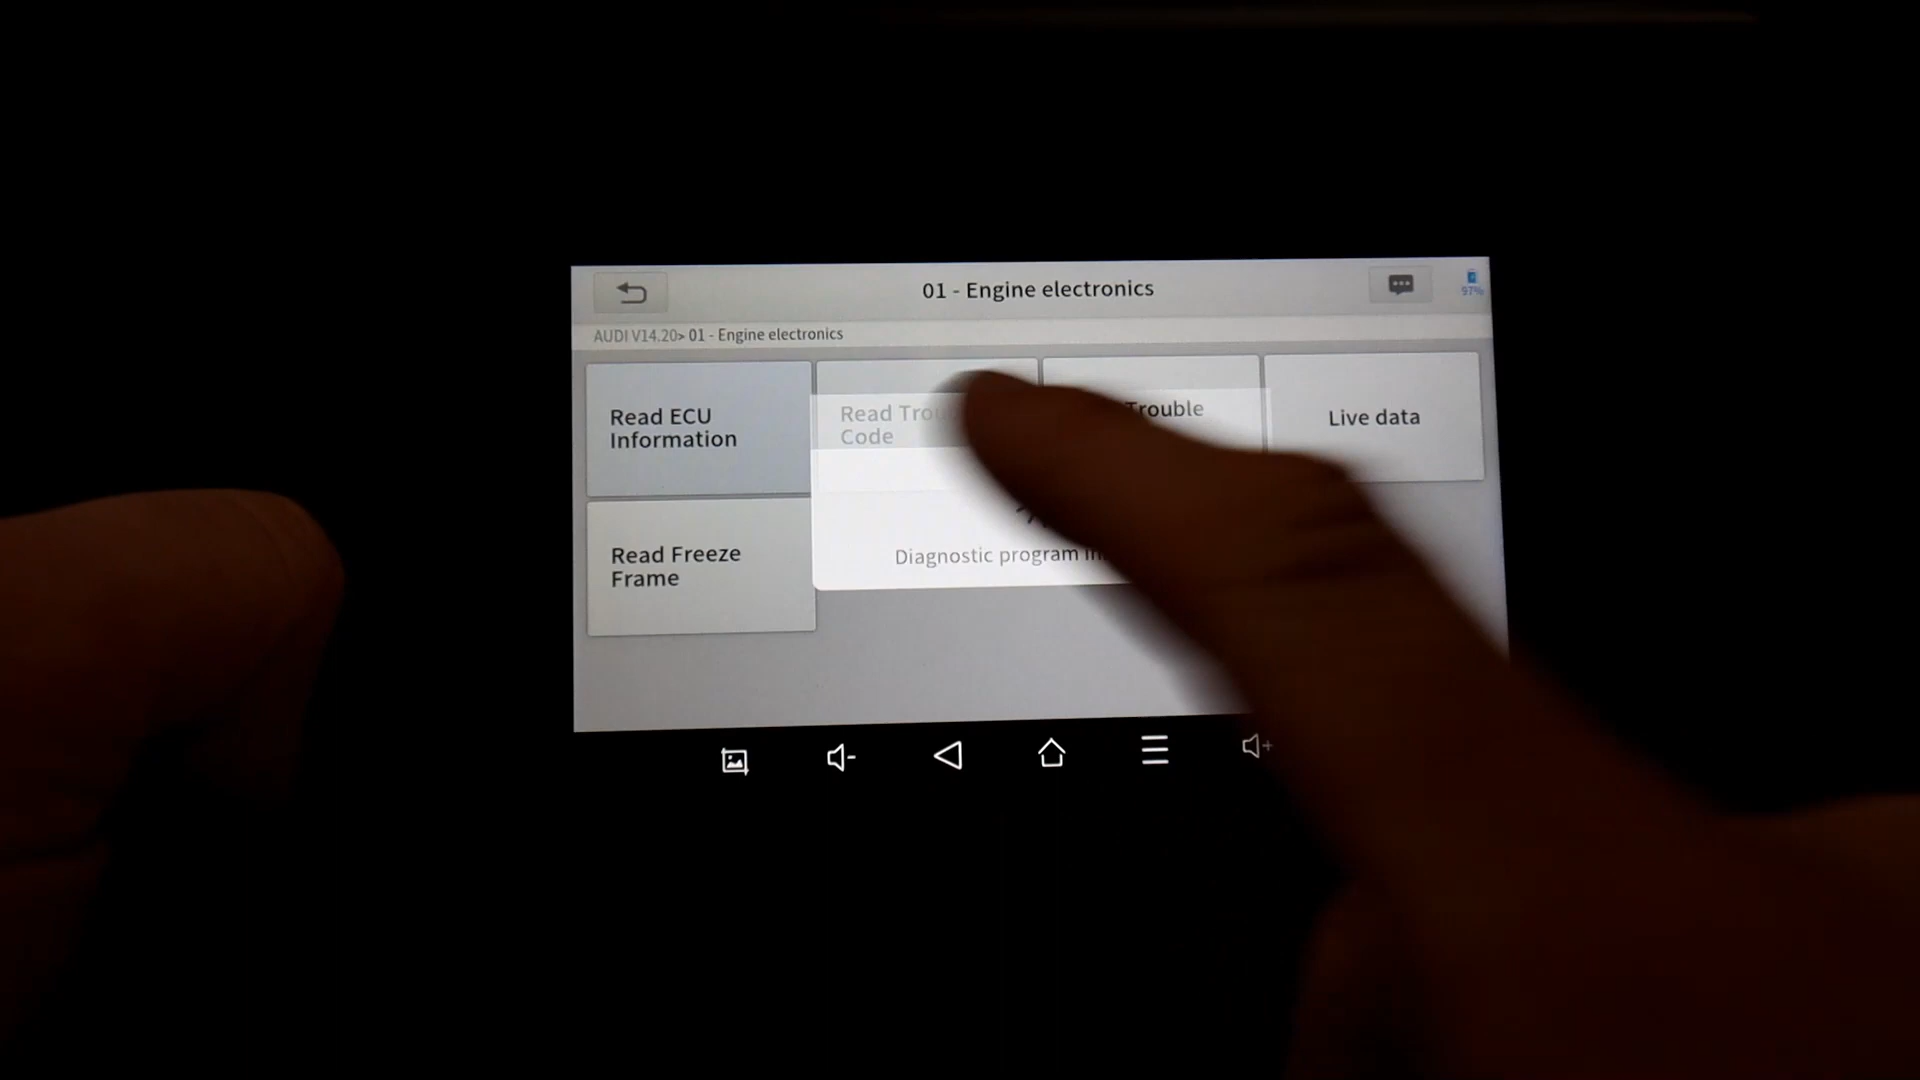 01 - Engine electronics
97%
AUDI V14.20> 01 - Engine electronics
Read ECU
Information
Read
Code
Trouble
Live data
Read Freeze
Frame
Diagnostic program